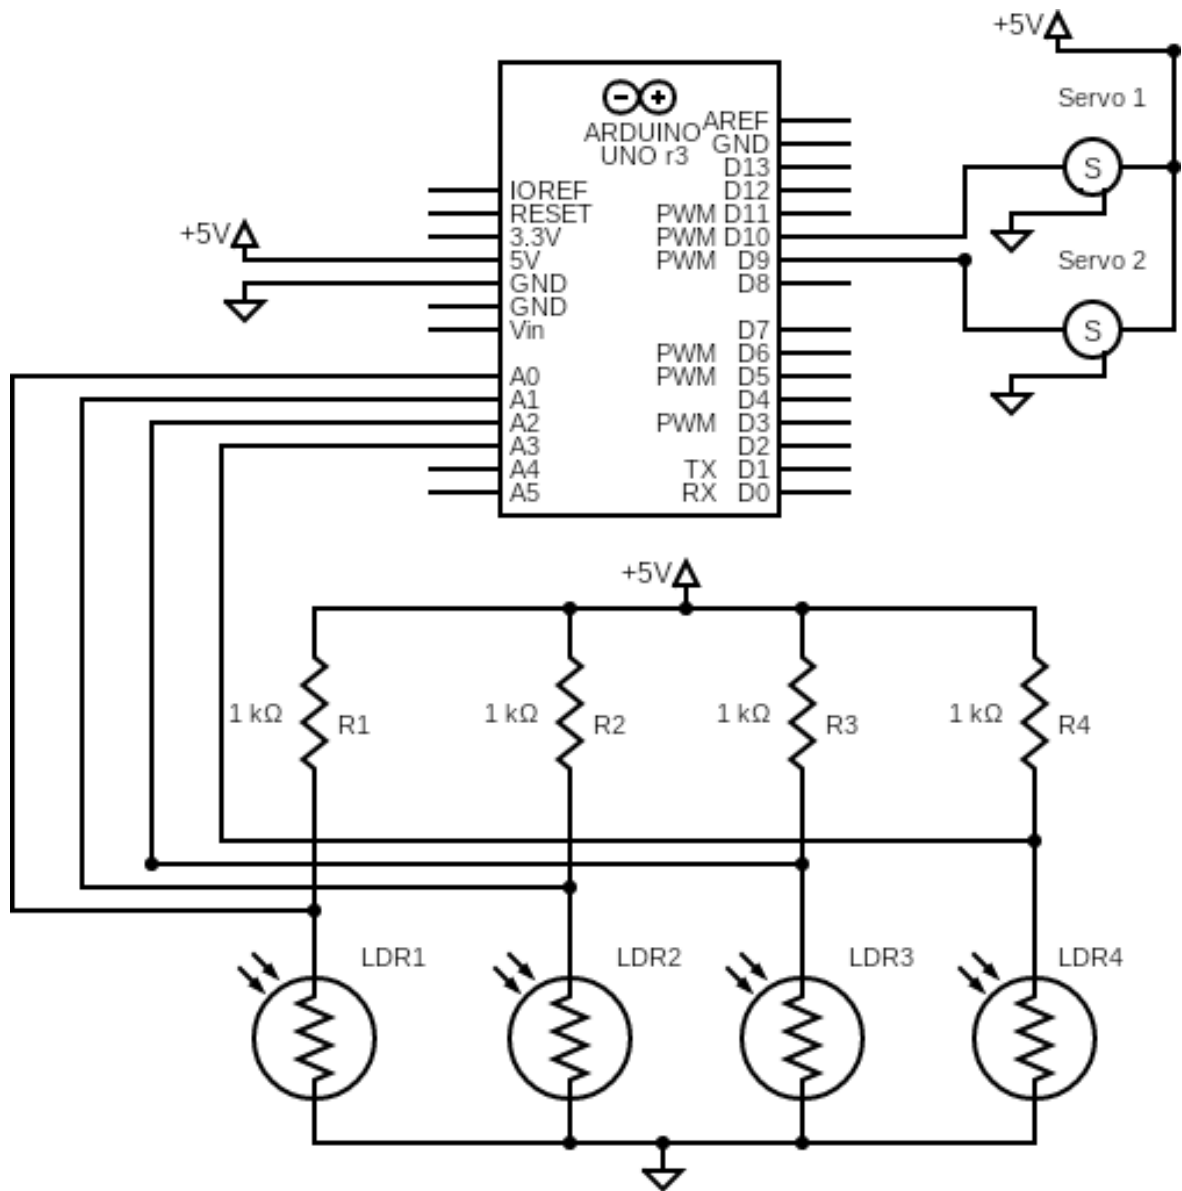 +5V
Servo 1
S
Servo 2
S
ARDUINO
UNO r3
AREF
GND
D13
D12
PWM D11
PWM D10
PWM D9
D8
D7
PWM D6
PWM D5
D4
PWM D3
D2
TX D1
RX D0
IOREF
RESET
3.3V
5V
GND
GND
Vin
A0
A1
A2
A3
A4
A5
+5V
+5V
1 kΩ R1
1 kΩ R2
1 kΩ R3
1 kΩ R4
LDR1
LDR2
LDR3
LDR4